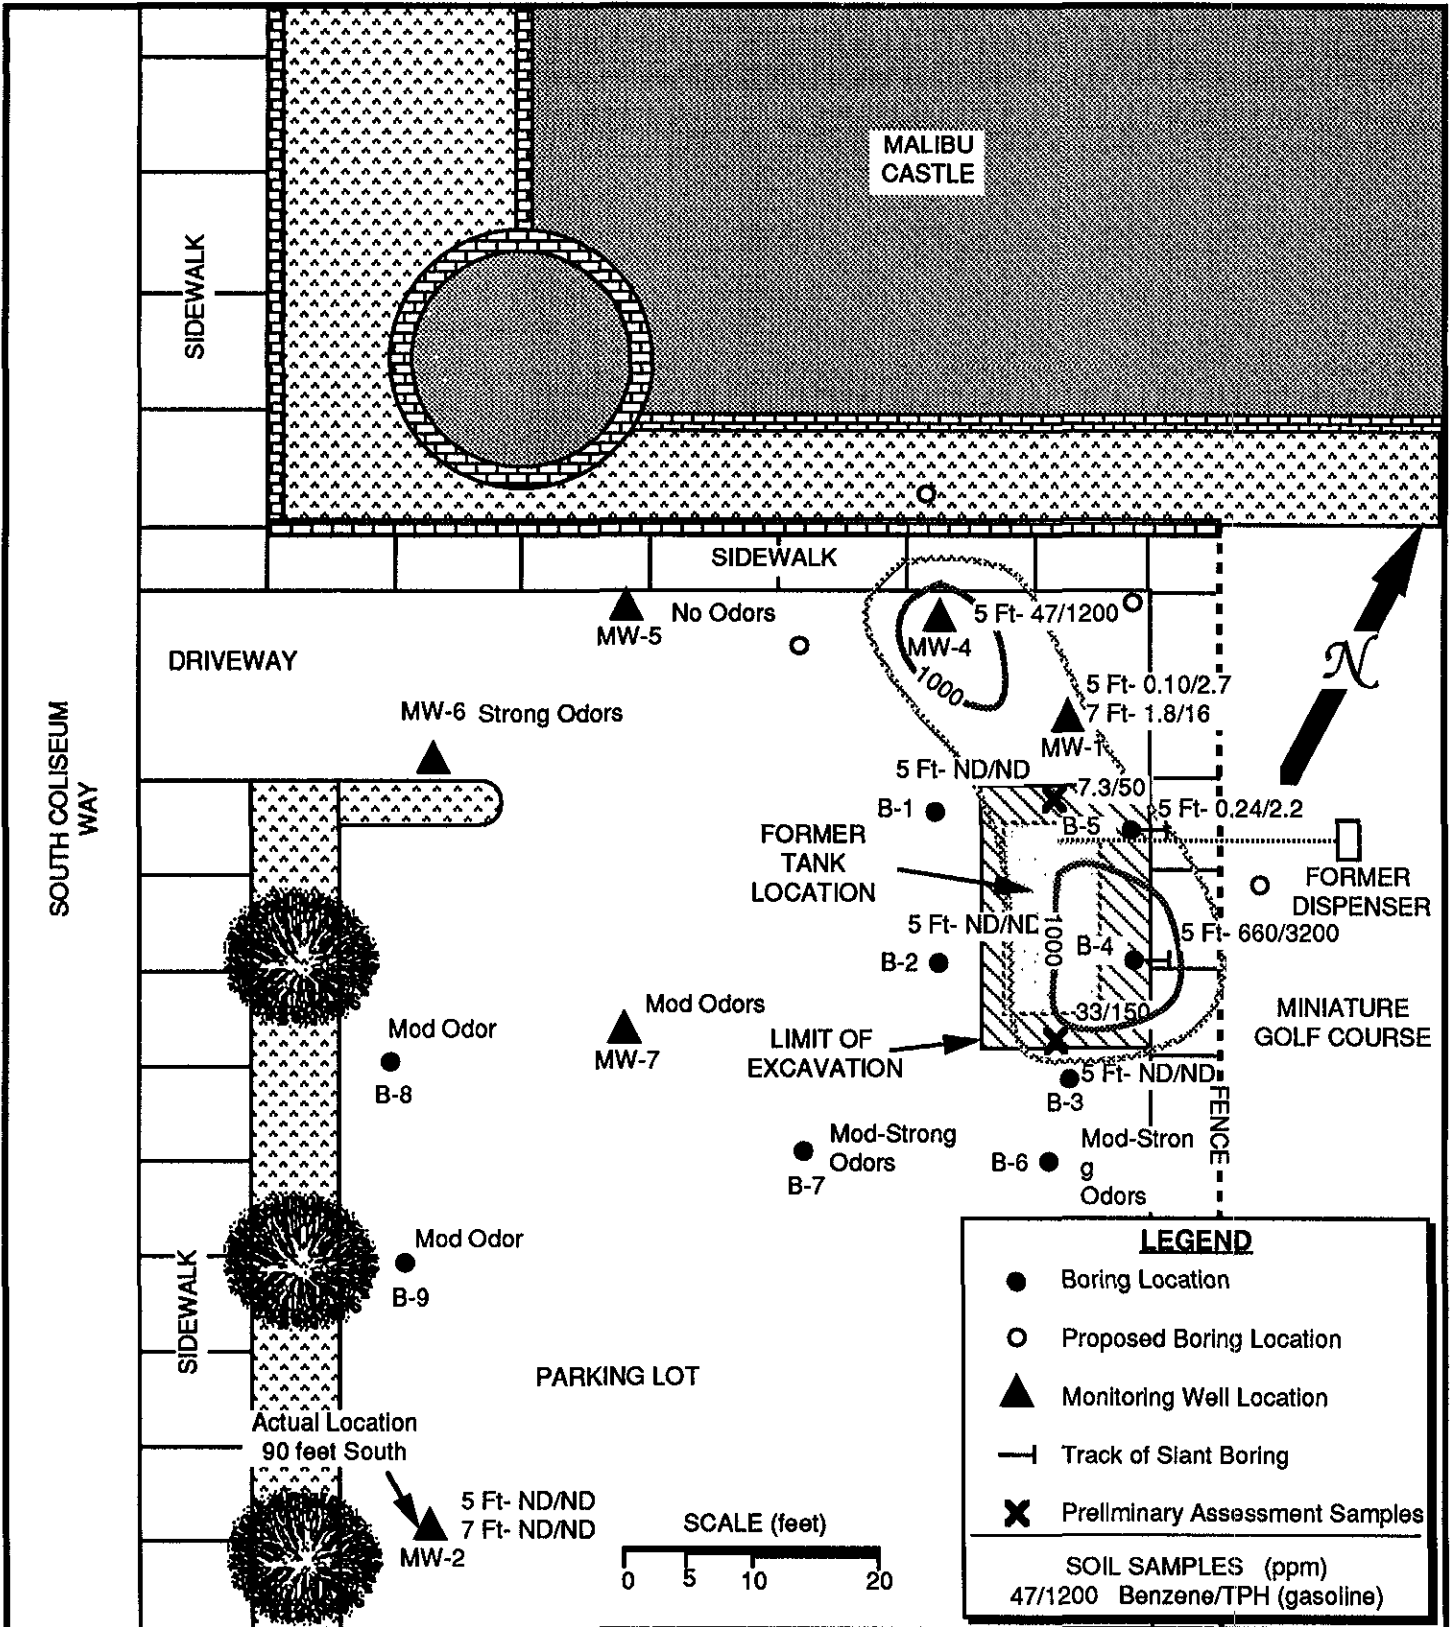 MALIBU
CASTLE
SIDEWALK
SIDEWALK
5 Ft- 47/1200
No Odors
MW-5
MW-4
DRIVEWAY
1000
N
5 Ft- 0.10/2.7
7 Ft- 1.8/16
MW-1
MW-6 Strong Odors
SOUTH COLISEUM
WAY
5 Ft- ND/ND
7.3/50
B-1
B-5
5 Ft- 0.24/2.2
FORMER
TANK
LOCATION
FORMER
DISPENSER
5 Ft- ND/ND
1000
B-4
5 Ft- 660/3200
B-2
Mod Odors
MW-7
33/150
MINIATURE
GOLF COURSE
Mod Odor
B-8
LIMIT OF
EXCAVATION
5 Ft- ND/ND
B-3
FENCE
Mod-Strong
Odors
B-7
B-6
Mod-Stron
g
Odors
Mod Odor
B-9
SIDEWALK
PARKING LOT
Actual Location
90 feet South
5 Ft- ND/ND
7 Ft- ND/ND
MW-2
SCALE (feet)
0 5 10 20
LEGEND
Boring Location
Proposed Boring Location
Monitoring Well Location
Track of Slant Boring
Preliminary Assessment Samples
SOIL SAMPLES (ppm)
47/1200 Benzene/TPH (gasoline)